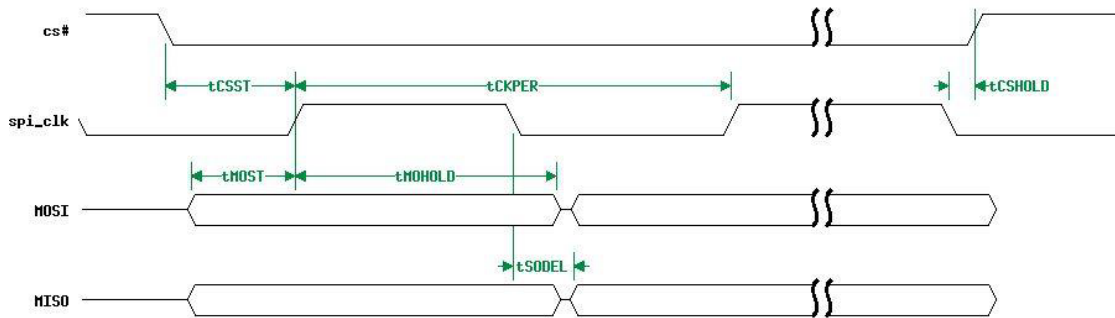 cs#
tCSST
tCKPER
tCSHOLD
spi_clk
tMOST
tMOHOLD
MOSI
tSODEL
MISO